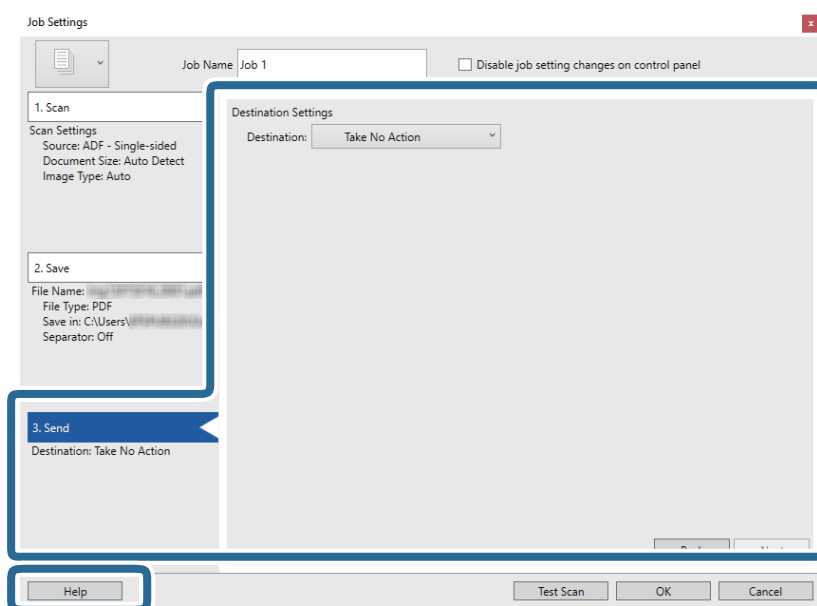 Job Settings
x
Job Name Job 1
Disable job setting changes on control panel
1. Scan
Scan Settings
Source: ADF - Single-sided
Document Size: Auto Detect
Image Type: Auto
2. Save
File Name:
File Type: PDF
Save in: C:\Users\
Separator: Off
3. Send
Destination: Take No Action
Destination Settings
Destination: Take No Action
Help
Test Scan
OK
Cancel